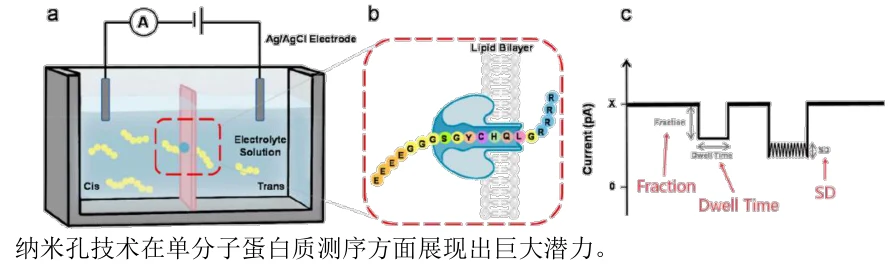 a
A
Ag/AgCl Electrode
Electrolyte
Solution
Cis
Trans
b
Lipid Bilayer
E E E E G G G S G Y C H Q L G R R R R R
c
Current (pA)
X̄
0
Fraction
Dwell Time
SD
Fraction
Dwell Time
SD
纳米孔技术在单分子蛋白质测序方面展现出巨大潜力。